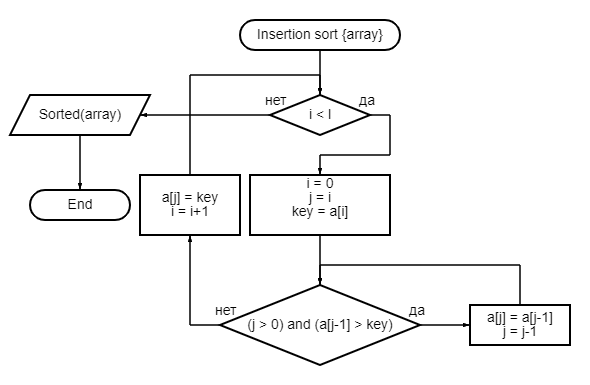 Insertion sort {array}
нет
да
Sorted(array)
i < l
End
a[j] = key
i = i+1
i = 0
j = i
key = a[i]
нет
да
(j > 0) and (a[j-1] > key)
a[j] = a[j-1]
j = j-1